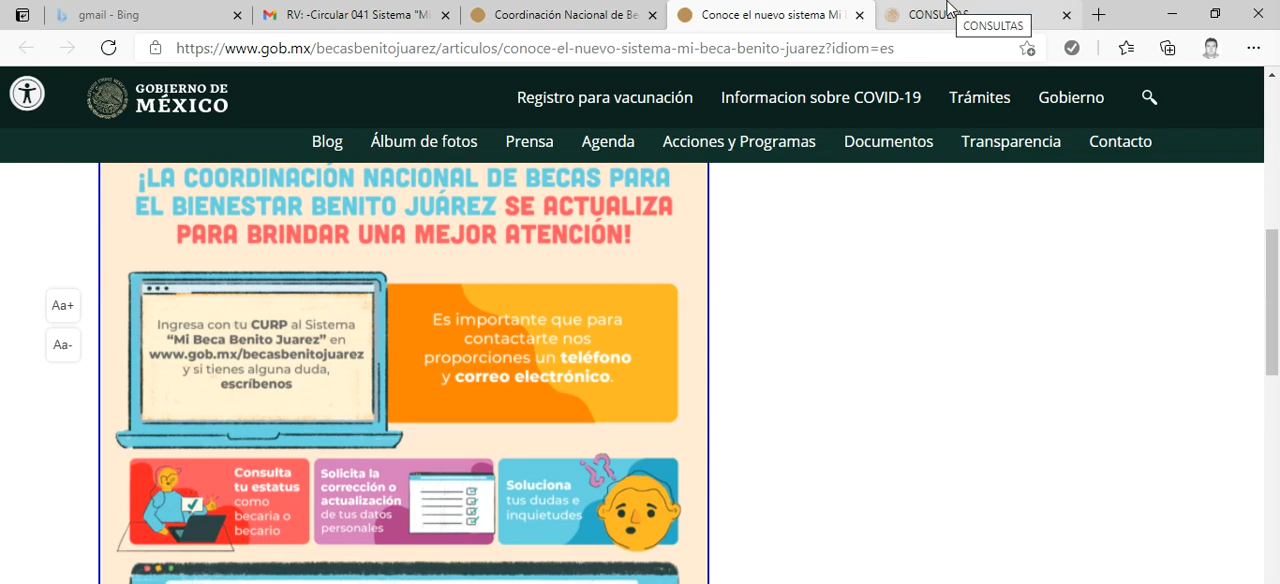 gmail - Bing
RV: -Circular 041 Sistema "Mi
Coordinación Nacional de Be
Conoce el nuevo sistema Mi
CONSULTAS
CONSULTAS
https://www.gob.mx/becasbenitojuarez/articulos/conoce-el-nuevo-sistema-mi-beca-benito-juarez?idiom=es
GOBIERNO DE
MÉXICO
Registro para vacunación
Informacion sobre COVID-19
Trámites
Gobierno
Blog
Álbum de fotos
Prensa
Agenda
Acciones y Programas
Documentos
Transparencia
Contacto
¡LA COORDINACIÓN NACIONAL DE BECAS PARA
EL BIENESTAR BENITO JUÁREZ SE ACTUALIZA
PARA BRINDAR UNA MEJOR ATENCIÓN!
Aa+
Aa-
Ingresa con tu CURP al Sistema
“Mi Beca Benito Juarez” en
www.gob.mx/becasbenitojuarez
y si tienes alguna duda,
escríbenos
Es importante que para
contactarte nos
proporciones un teléfono
y correo electrónico.
Consulta
tu estatus
como
becaria o
becario
Solicita la
corrección o
actualización
de tus datos
personales
Soluciona
tus dudas e
inquietudes